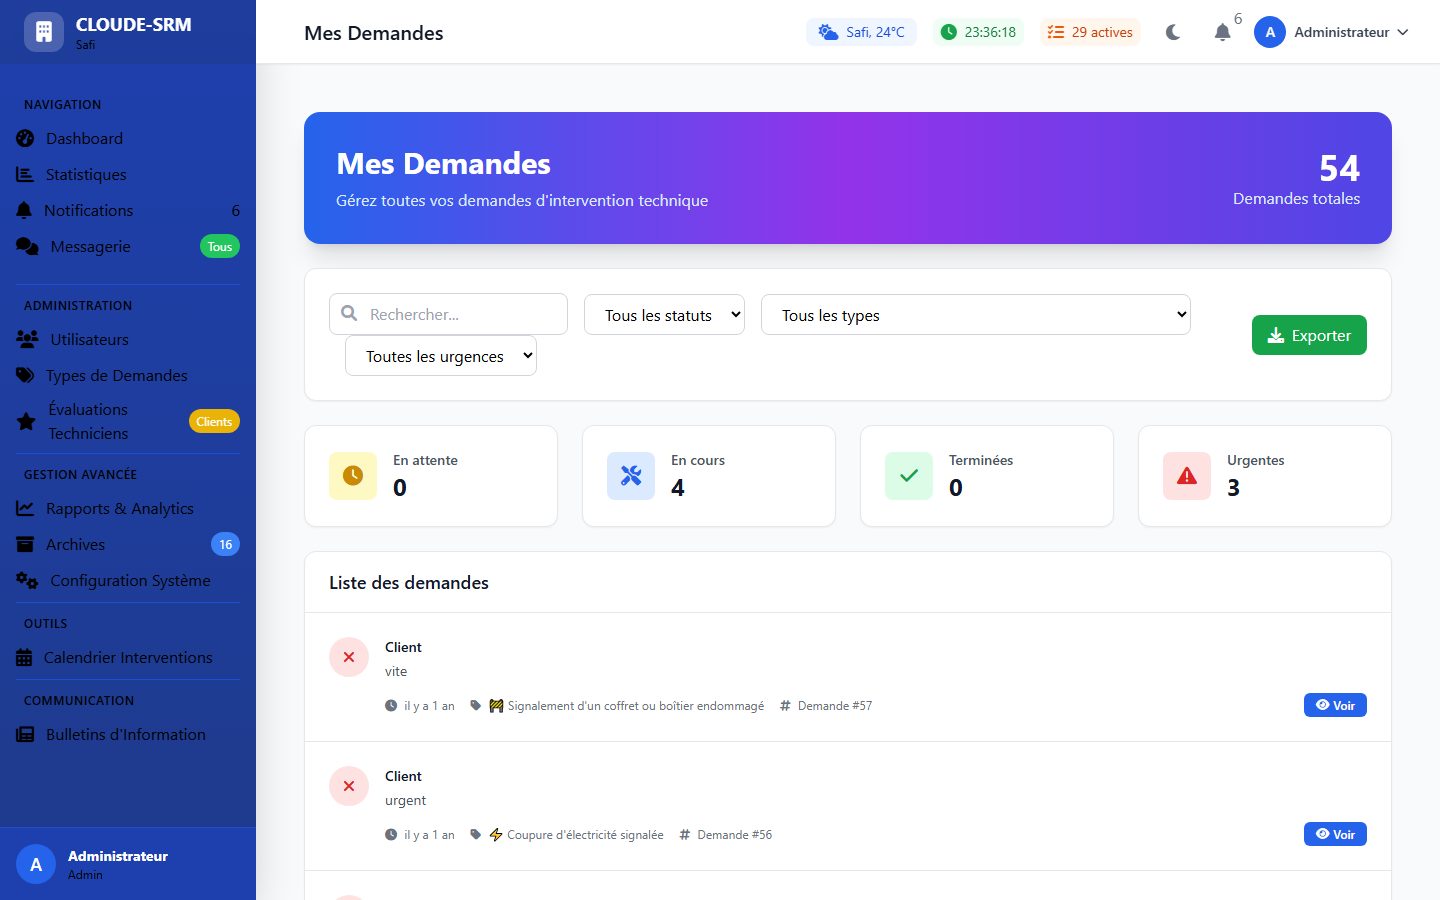 CLOUDE-SRM
Safi
NAVIGATION
Dashboard
Statistiques
Notifications 6
Messagerie Tous
ADMINISTRATION
Utilisateurs
Types de Demandes
Évaluations
Techniciens
Clients
GESTION AVANCÉE
Rapports & Analytics
Archives 16
Configuration Système
OUTILS
Calendrier Interventions
COMMUNICATION
Bulletins d'Information
A
Administrateur
Admin
Mes Demandes
Safi, 24°C
23:36:18
29 actives
6
A
Administrateur
Mes Demandes
Gérez toutes vos demandes d'intervention technique
54
Demandes totales
Rechercher...
Tous les statuts
Tous les types
Toutes les urgences
Exporter
En attente
0
En cours
4
Terminées
0
Urgentes
3
Liste des demandes
Client
vite
il y a 1 an Signalement d'un coffret ou boîtier endommagé Demande #57
Voir
Client
urgent
il y a 1 an Coupure d'électricité signalée Demande #56
Voir